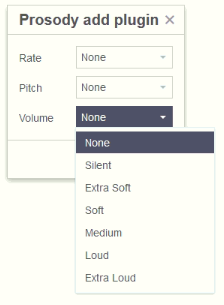 Prosody add plugin ×
Rate None
Pitch None
Volume None
None
Silent
Extra Soft
Soft
Medium
Loud
Extra Loud